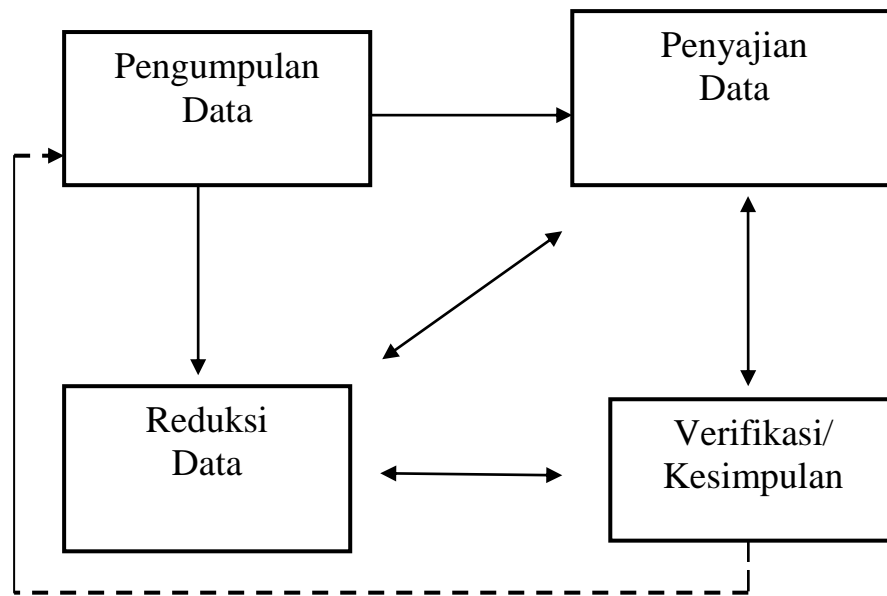 Pengumpulan
Data
Penyajian
Data
Reduksi
Data
Verifikasi/
Kesimpulan